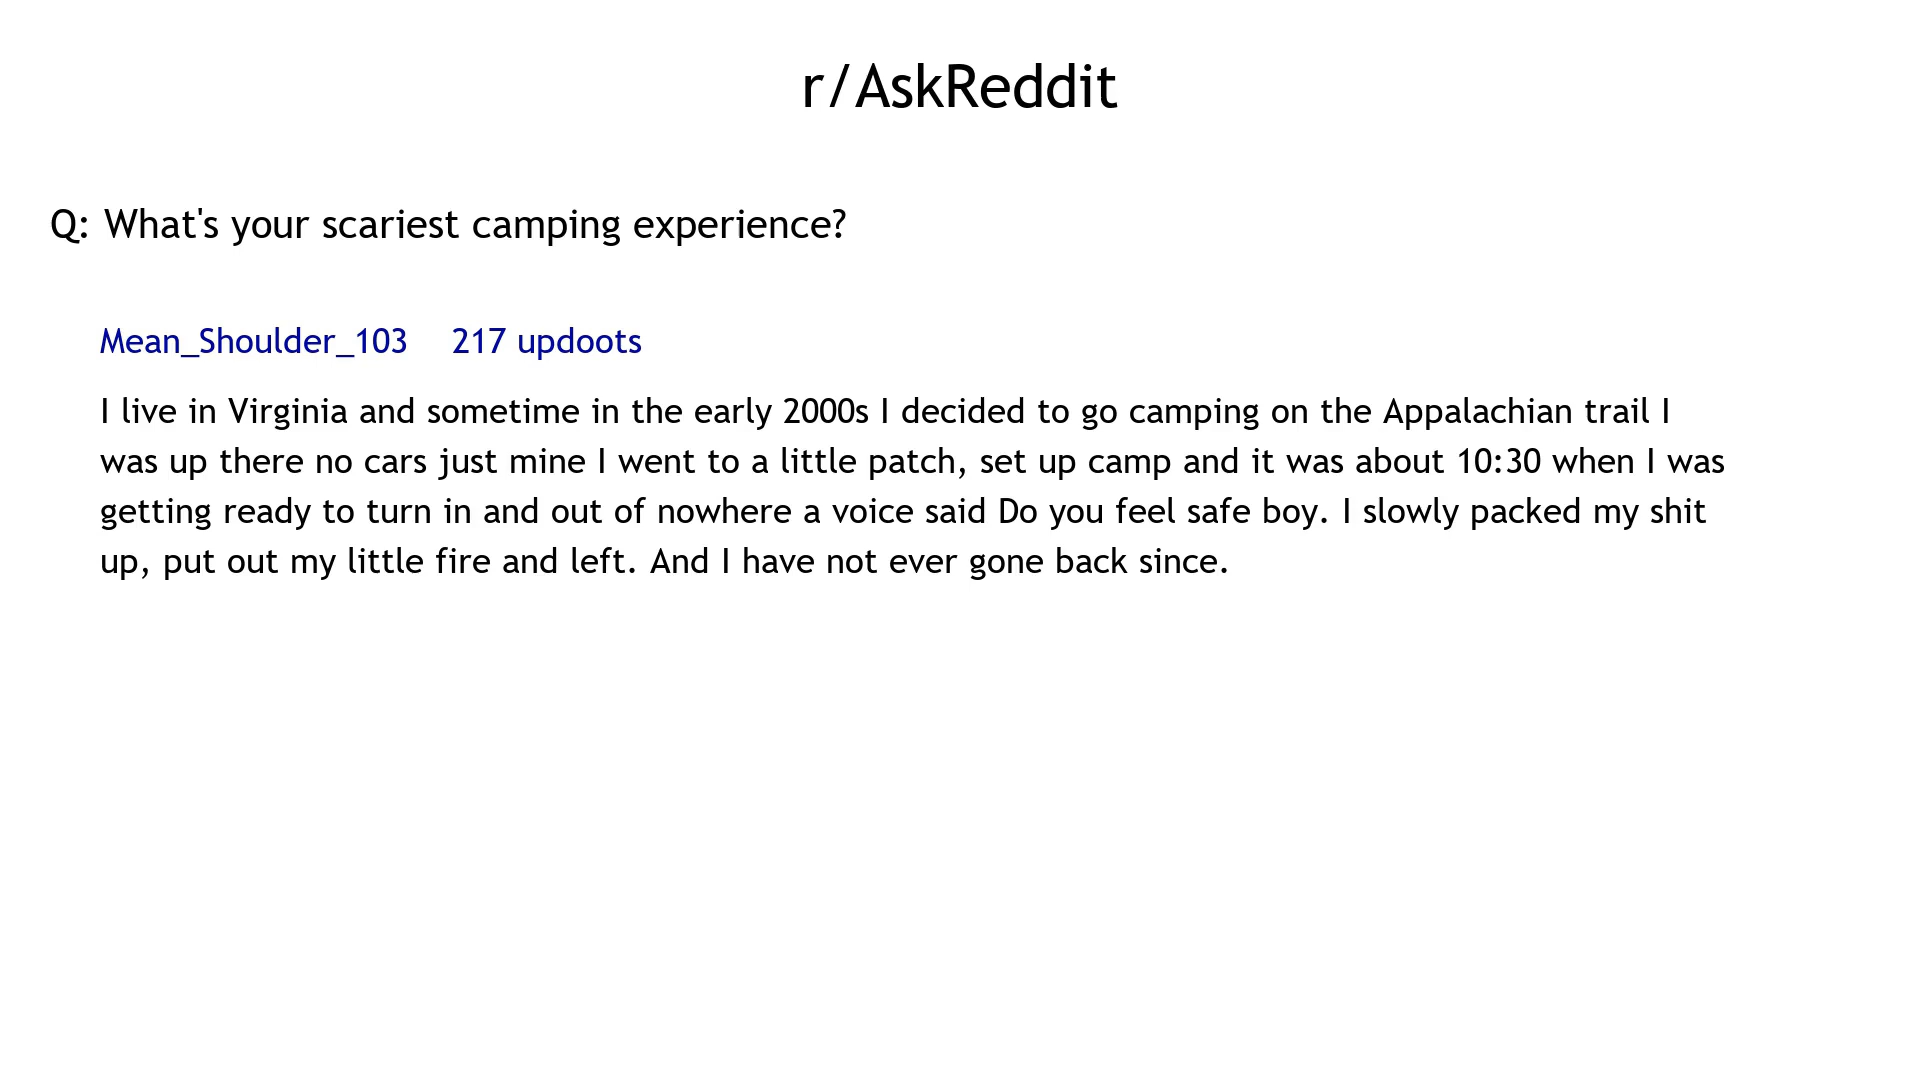 r/AskReddit
Q: What's your scariest camping experience?
Mean_Shoulder_103 217 updoots
I live in Virginia and sometime in the early 2000s I decided to go camping on the Appalachian trail I
was up there no cars just mine I went to a little patch, set up camp and it was about 10:30 when I was
getting ready to turn in and out of nowhere a voice said Do you feel safe boy. I slowly packed my shit
up, put out my little fire and left. And I have not ever gone back since.